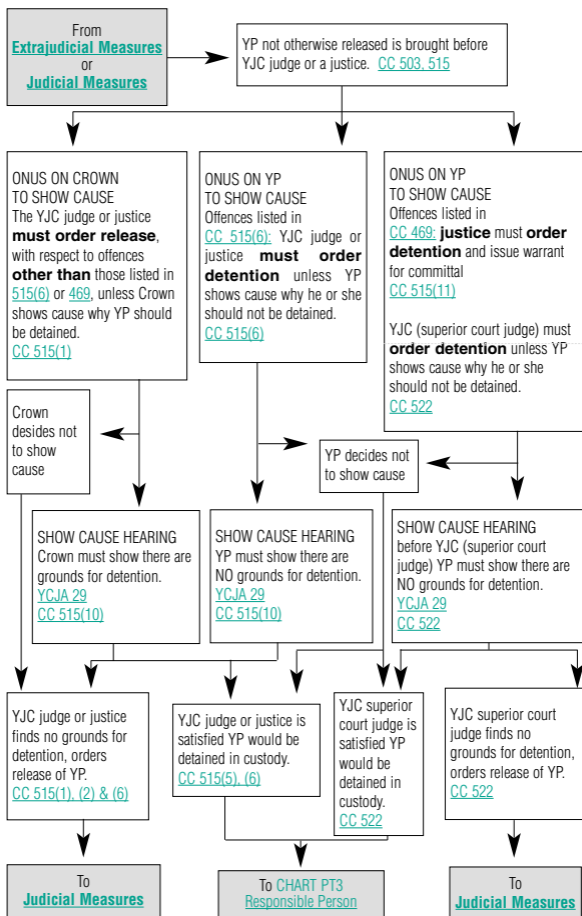 From
Extrajudicial Measures
or
Judicial Measures
YP not otherwise released is brought before
YJC judge or a justice. CC 503, 515
ONUS ON CROWN
TO SHOW CAUSE
The YJC judge or justice
must order release,
with respect to offences
other than those listed in
515(6) or 469, unless Crown
shows cause why YP should
be detained.
CC 515(1)
ONUS ON YP
TO SHOW CAUSE
Offences listed in
CC 515(6): YJC judge or
justice must order
detention unless YP
shows cause why he or she
should not be detained.
CC 515(6)
ONUS ON YP
TO SHOW CAUSE
Offences listed in
CC 469: justice must order
detention and issue warrant
for committal
CC 515(11)
YJC (superior court judge) must
order detention unless YP
shows cause why he or she
should not be detained.
CC 522
Crown
decides not
to show
cause
YP decides not
to show cause
SHOW CAUSE HEARING
Crown must show there are
grounds for detention.
YCJA 29
CC 515(10)
SHOW CAUSE HEARING
YP must show there are
NO grounds for detention.
YCJA 29
CC 515(10)
SHOW CAUSE HEARING
before YJC (superior court
judge) YP must show there are
NO grounds for detention.
YCJA 29
CC 522
YJC judge or justice
finds no grounds for
detention, orders
release of YP.
CC 515(1), (2) & (6)
YJC judge or justice is
satisfied YP would be
detained in custody.
CC 515(5), (6)
YJC superior
court judge is
satisfied YP
would be
detained in
custody.
CC 522
YJC superior court
judge finds no
grounds for detention,
orders release of YP.
CC 522
To
Judicial Measures
To CHART PT3
Responsible Person
To
Judicial Measures